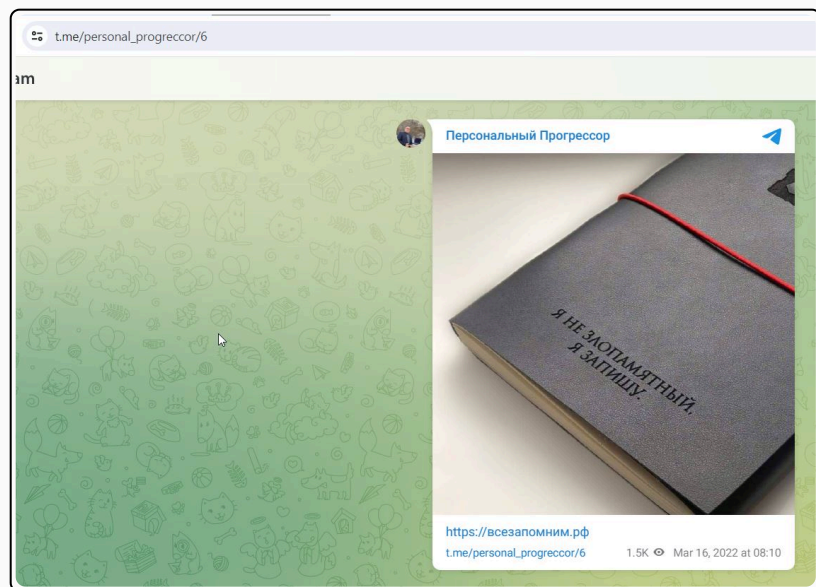 t.me/personal_progreccor/6
am
Персональный Прогрессор
Я НЕ ЗЛОПАМЯТНЫЙ,
Я ЗАПИШУ.
https://всезапомним.рф
t.me/personal_progreccor/6 1.5K Mar 16, 2022 at 08:10